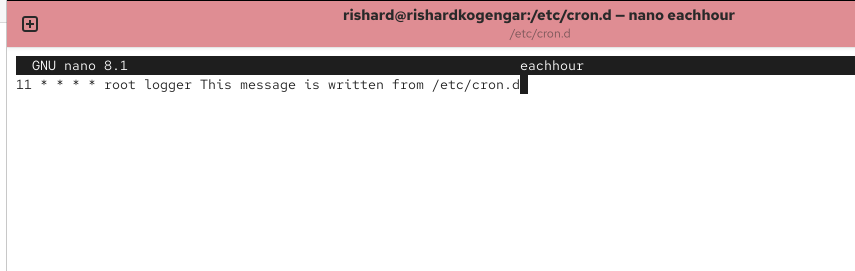 rishard@rishardkogengar:/etc/cron.d — nano eachhour
/etc/cron.d
GNU nano 8.1 eachhour
11 * * * * root logger This message is written from /etc/cron.d